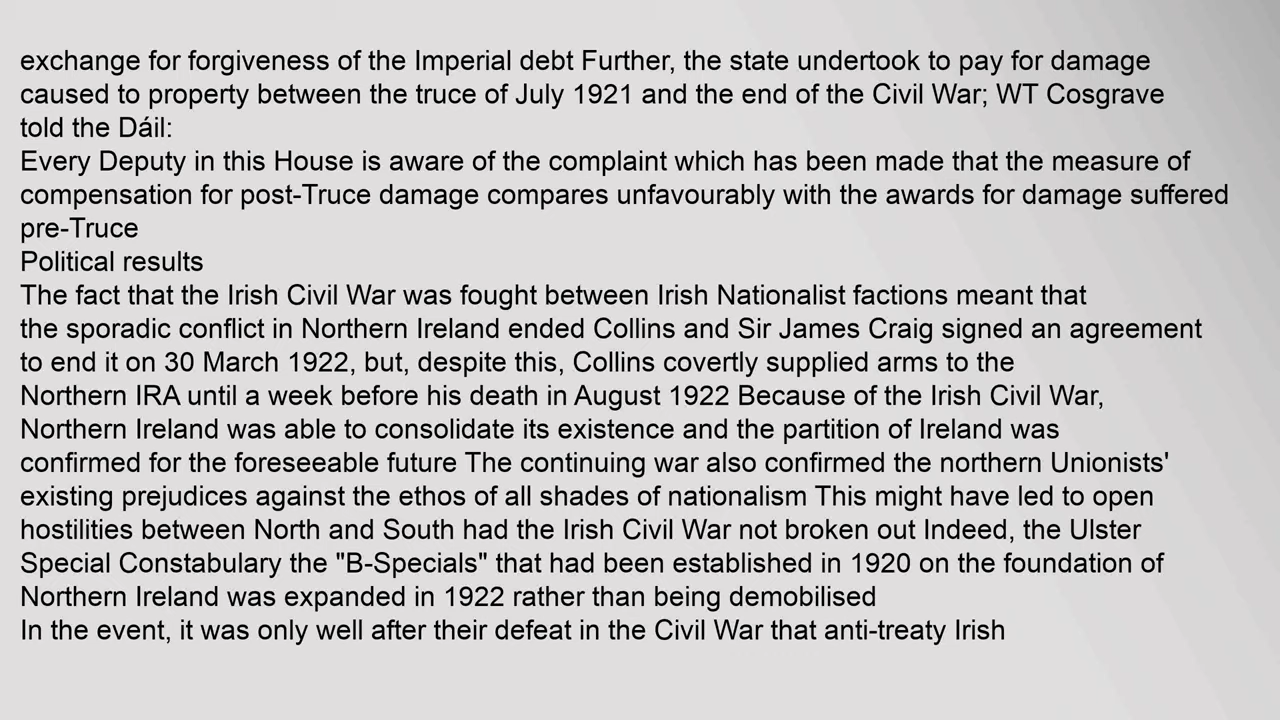 exchange for forgiveness of the Imperial debt Further, the state undertook to pay for damage
caused to property between the truce of July 1921 and the end of the Civil War; WT Cosgrave
told the Dáil:
Every Deputy in this House is aware of the complaint which has been made that the measure of
compensation for post-Truce damage compares unfavourably with the awards for damage suffered
pre-Truce
Political results
The fact that the Irish Civil War was fought between Irish Nationalist factions meant that
the sporadic conflict in Northern Ireland ended Collins and Sir James Craig signed an agreement
to end it on 30 March 1922, but, despite this, Collins covertly supplied arms to the
Northern IRA until a week before his death in August 1922 Because of the Irish Civil War,
Northern Ireland was able to consolidate its existence and the partition of Ireland was
confirmed for the foreseeable future The continuing war also confirmed the northern Unionists'
existing prejudices against the ethos of all shades of nationalism This might have led to open
hostilities between North and South had the Irish Civil War not broken out Indeed, the Ulster
Special Constabulary the "B-Specials" that had been established in 1920 on the foundation of
Northern Ireland was expanded in 1922 rather than being demobilised
In the event, it was only well after their defeat in the Civil War that anti-treaty Irish